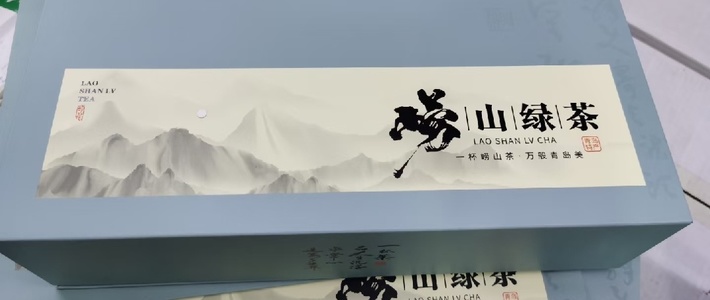 LAO
SHAN LV
TEA
崂山绿茶
LAO SHAN LV CHA
一杯崂山茶·万般青岛美
山绿茶
LAO SHAN LV CHA